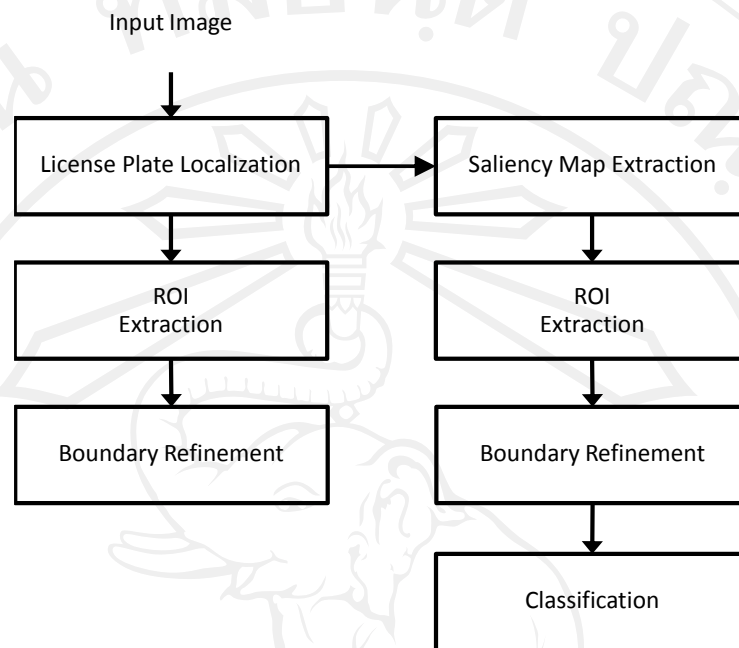 Input Image
License Plate Localization
Saliency Map Extraction
ROI
Extraction
ROI
Extraction
Boundary Refinement
Boundary Refinement
Classification